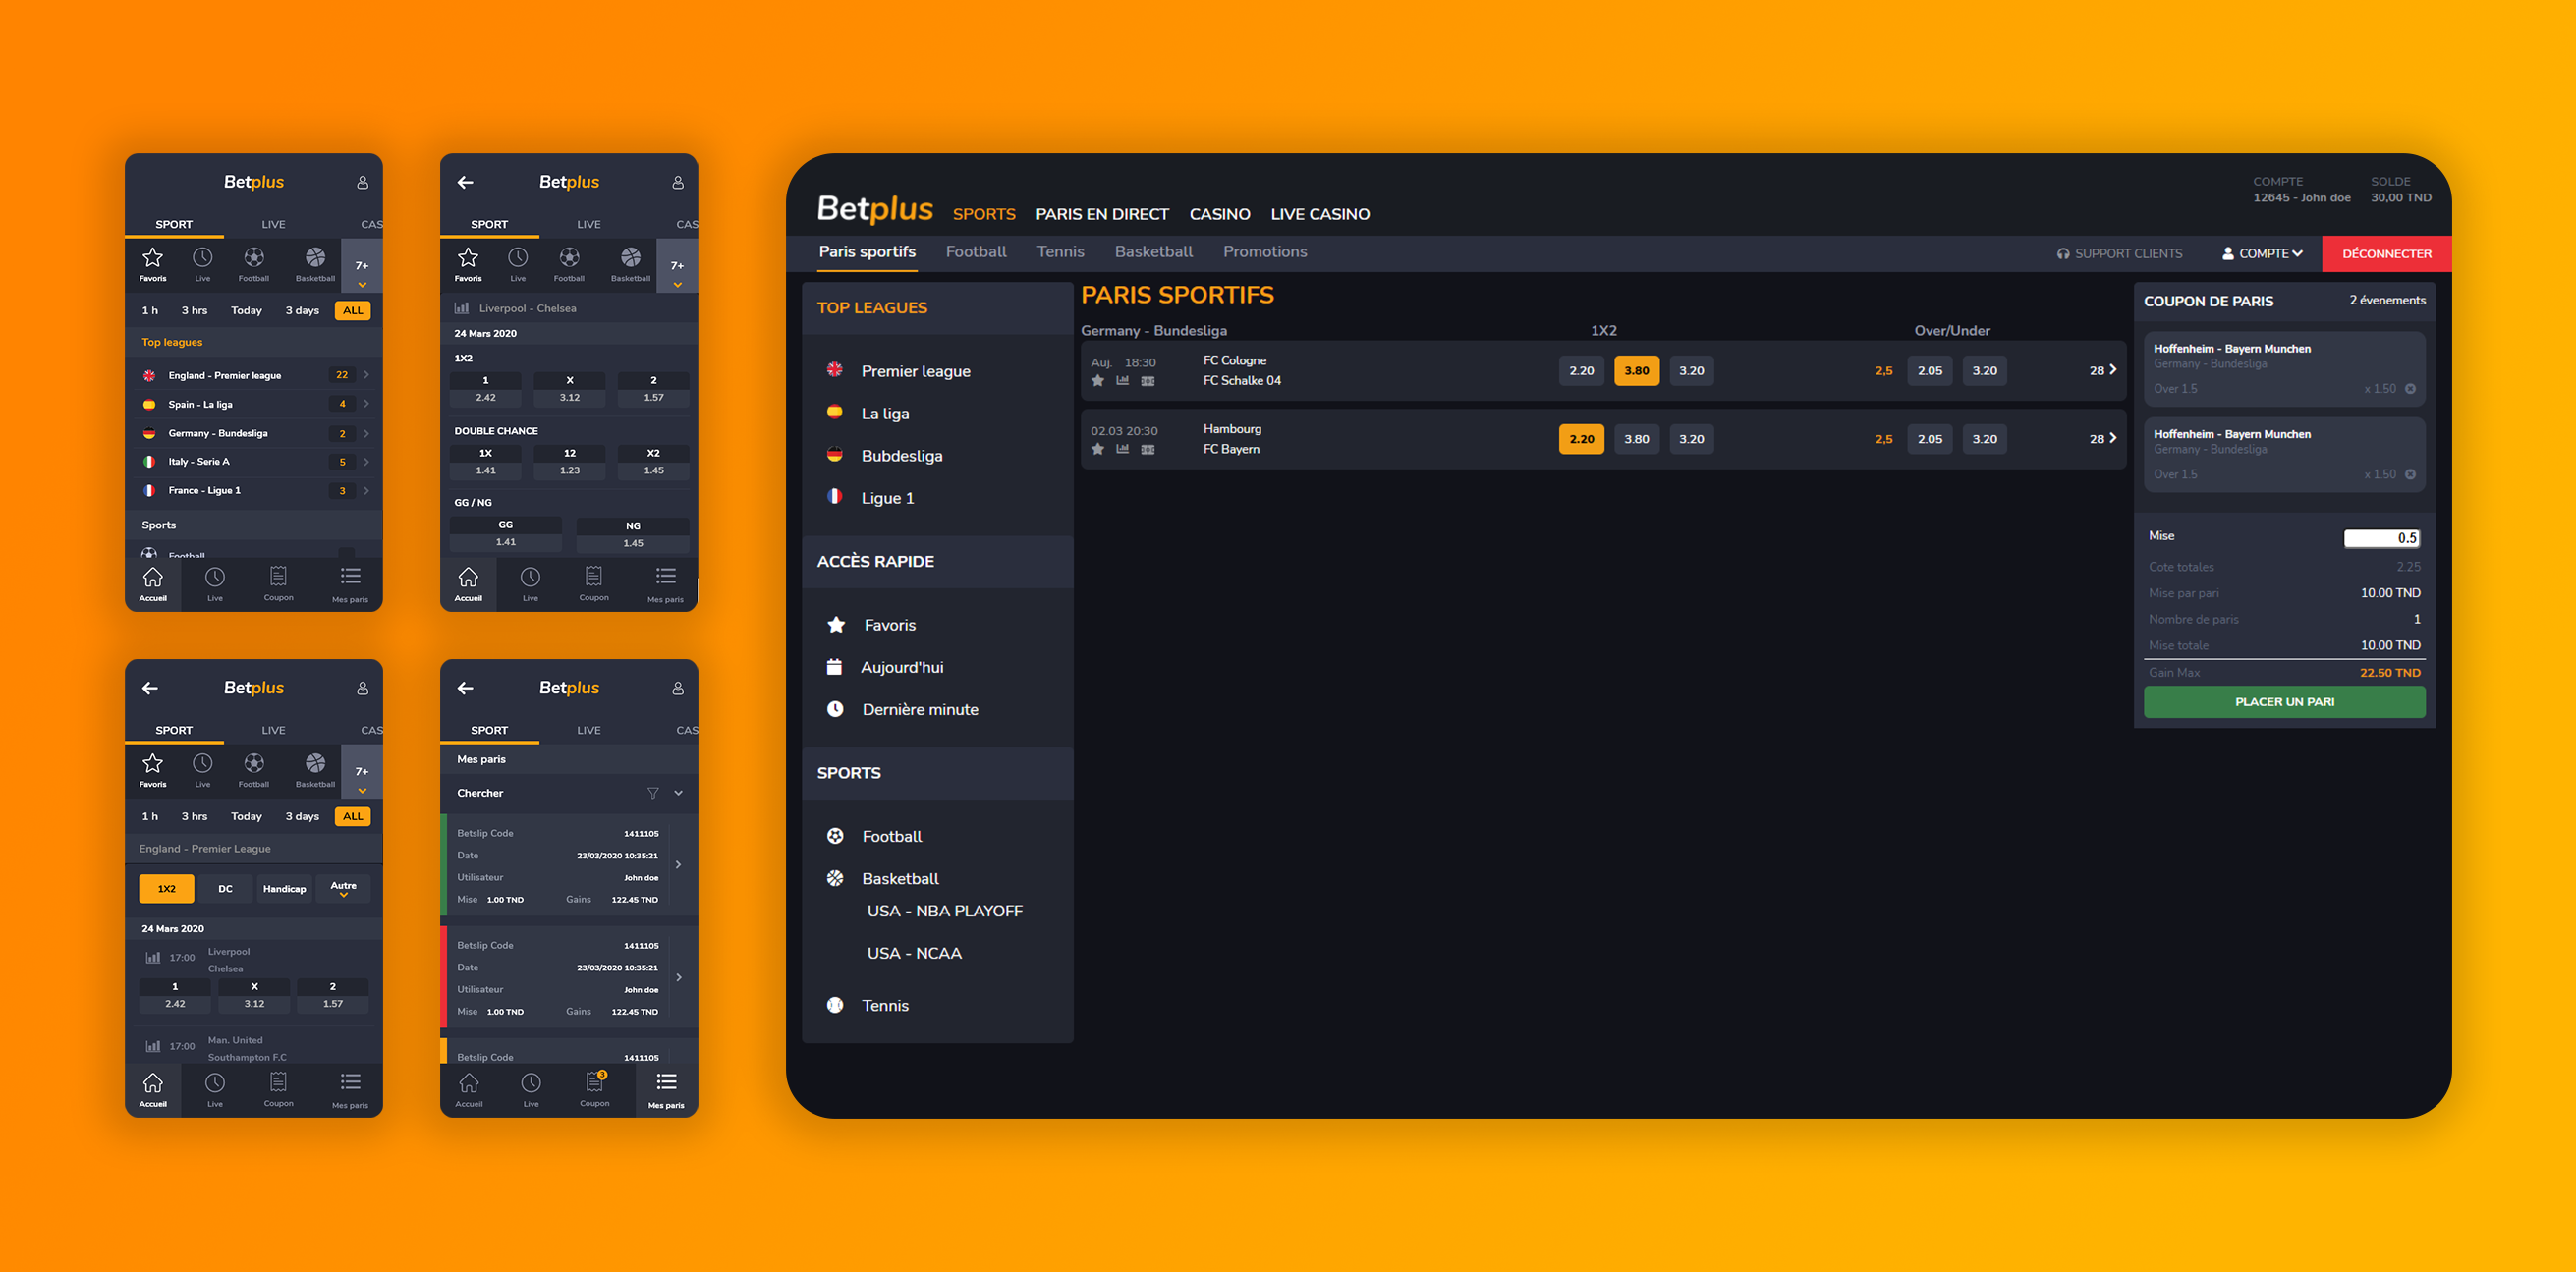 Betplus
SPORT LIVE CAS
Favoris Live Football Basketball 7+
1 h 3 hrs Today 3 days ALL
Top leagues
England - Premier league 22
Spain - La liga 4
Germany - Bundesliga 2
Italy - Serie A 5
France - Ligue 1 3
Sports
Football
Accueil Live Coupon Mes paris
Betplus
SPORT LIVE CAS
Favoris Live Football Basketball 7+
Liverpool - Chelsea
24 Mars 2020
1X2
1 X 2
2.42 3.12 1.57
DOUBLE CHANCE
1X 12 X2
1.41 1.23 1.45
GG / NG
GG NG
1.41 1.45
Accueil Live Coupon Mes paris
Betplus
SPORT LIVE CAS
Favoris Live Football Basketball 7+
1 h 3 hrs Today 3 days ALL
England - Premier League
1X2 DC Handicap Autre
24 Mars 2020
17:00 Liverpool
Chelsea
1 X 2
2.42 3.12 1.57
17:00 Man. United
Southampton F.C
Accueil Live Coupon Mes paris
Betplus
SPORT LIVE CAS
Mes paris
Chercher
Betslip Code 1411105
Date 23/03/2020 10:35:21
Utilisateur John doe
Mise 1.00 TND Gains 122.45 TND
Betslip Code 1411105
Date 23/03/2020 10:35:21
Utilisateur John doe
Mise 1.00 TND Gains 122.45 TND
Betslip Code 1411105
Accueil Live Coupon 3 Mes paris
COMPTE SOLDE
12645 - John doe 30,00 TND
Betplus SPORTS PARIS EN DIRECT CASINO LIVE CASINO
Paris sportifs Football Tennis Basketball Promotions SUPPORT CLIENTS COMPTE DÉCONNECTER
TOP LEAGUES
Premier league
La liga
Bubdesliga
Ligue 1
ACCÈS RAPIDE
Favoris
Aujourd'hui
Dernière minute
SPORTS
Football
Basketball
USA - NBA PLAYOFF
USA - NCAA
Tennis
PARIS SPORTIFS
Germany - Bundesliga 1X2 Over/Under
Auj. 18:30 FC Cologne
FC Schalke 04
2.20 3.80 3.20 2,5 2.05 3.20 28
02.03 20:30 Hambourg
FC Bayern
2.20 3.80 3.20 2,5 2.05 3.20 28
COUPON DE PARIS 2 évenements
Hoffenheim - Bayern Munchen
Germany - Bundesliga
Over 1.5 x 1.50
Hoffenheim - Bayern Munchen
Germany - Bundesliga
Over 1.5 x 1.50
Mise 0.5
Cote totales 2.25
Mise par pari 10.00 TND
Nombre de paris 1
Mise totale 10.00 TND
Gain Max 22.50 TND
PLACER UN PARI